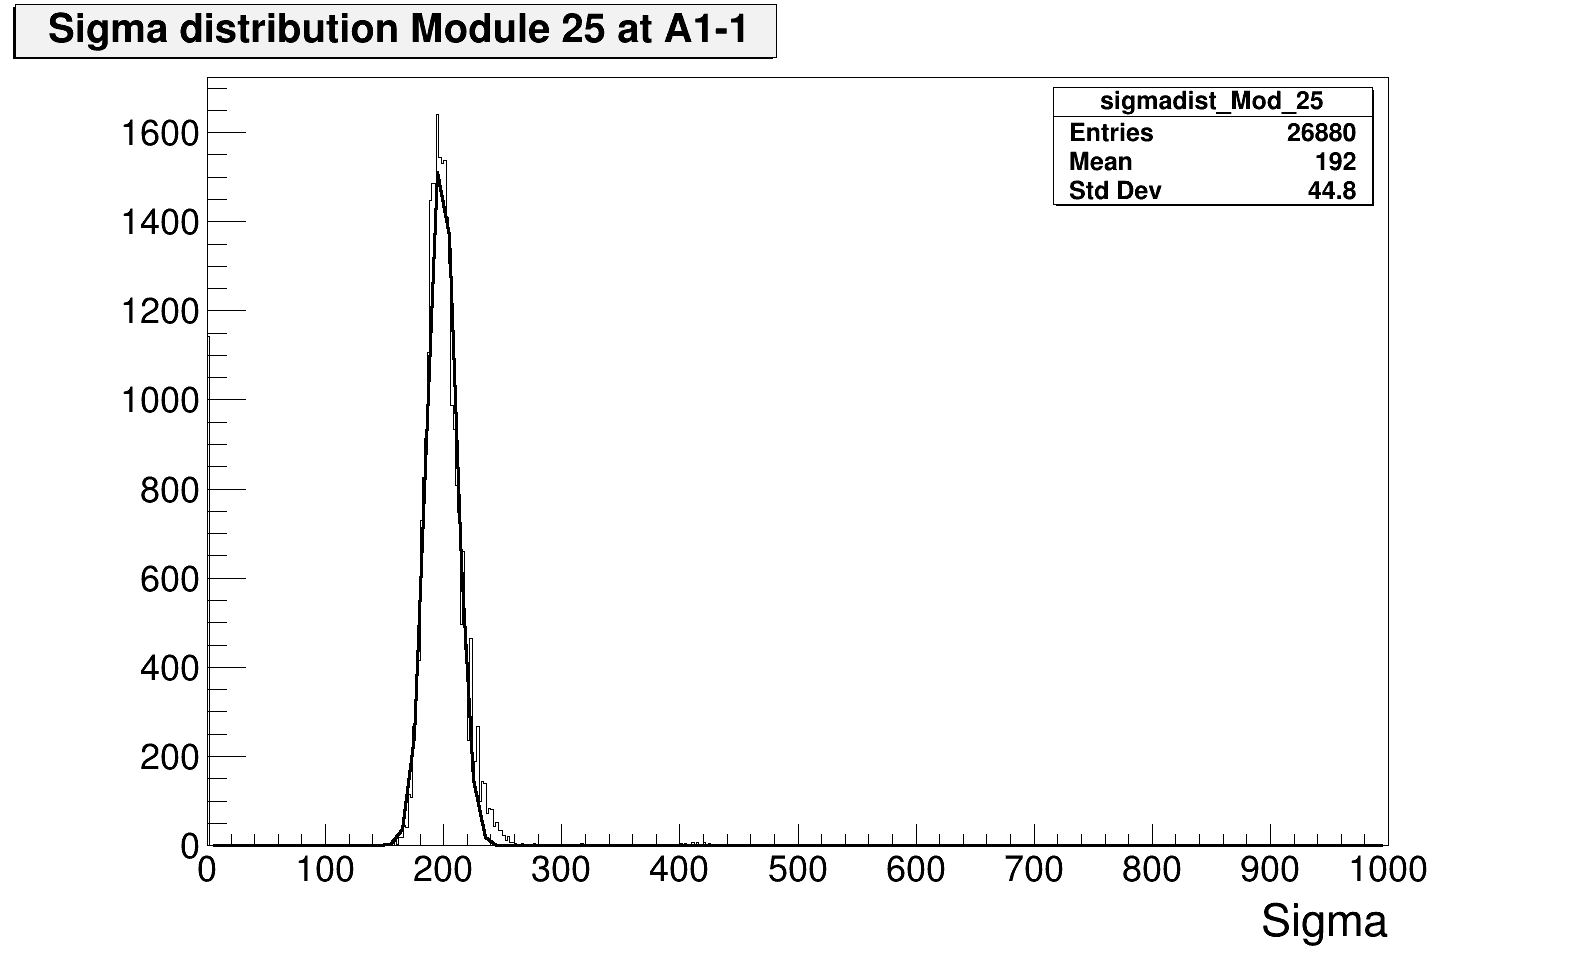 Sigma distribution Module 25 at A1-1
sigmadist_Mod_25
Entries 26880
Mean 192
Std Dev 44.8
1600
1400
1200
1000
800
600
400
200
0
0 100 200 300 400 500 600 700 800 900 1000
Sigma